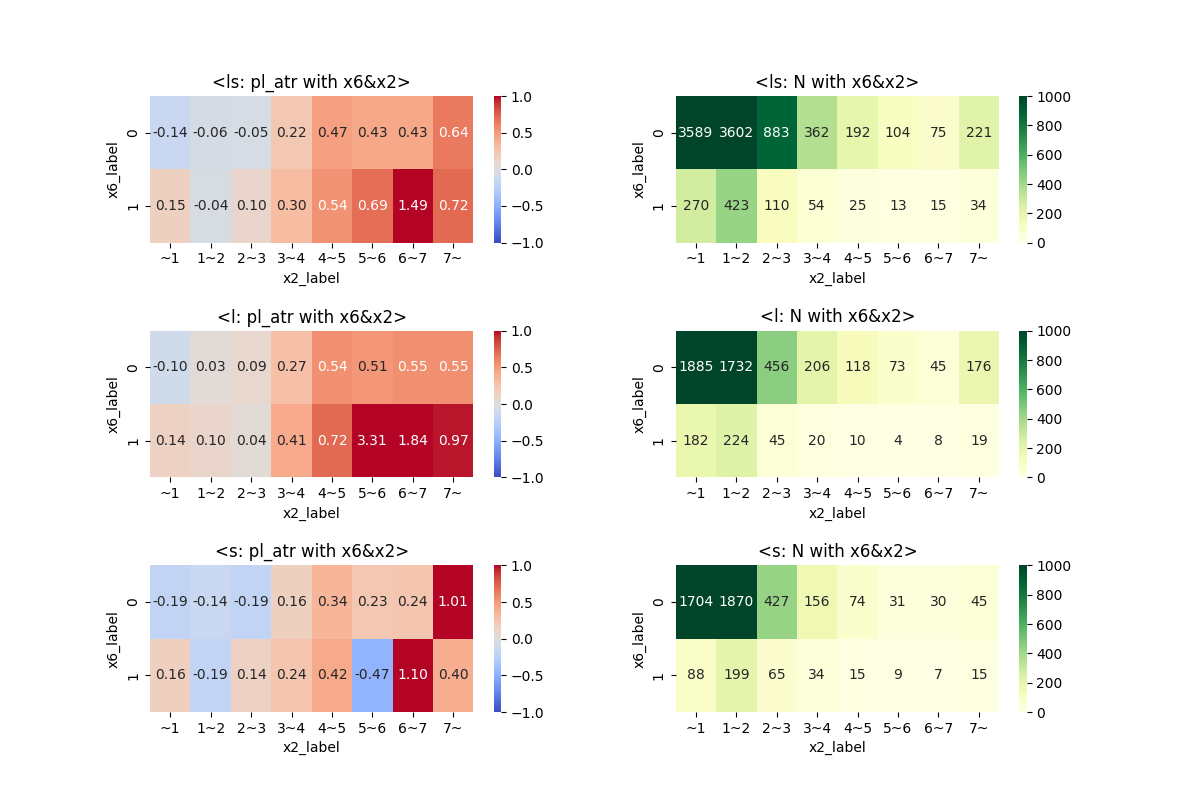 <ls: pl_atr with x6&x2>
x6_label
0 -0.14 -0.06 -0.05 0.22 0.47 0.43 0.43 0.64
1 0.15 -0.04 0.10 0.30 0.54 0.69 1.49 0.72
~1 1~2 2~3 3~4 4~5 5~6 6~7 7~
x2_label
1.0
0.5
0.0
−0.5
−1.0
<ls: N with x6&x2>
x6_label
0 3589 3602 883 362 192 104 75 221
1 270 423 110 54 25 13 15 34
~1 1~2 2~3 3~4 4~5 5~6 6~7 7~
x2_label
1000
800
600
400
200
0
<l: pl_atr with x6&x2>
x6_label
0 -0.10 0.03 0.09 0.27 0.54 0.51 0.55 0.55
1 0.14 0.10 0.04 0.41 0.72 3.31 1.84 0.97
~1 1~2 2~3 3~4 4~5 5~6 6~7 7~
x2_label
1.0
0.5
0.0
−0.5
−1.0
<l: N with x6&x2>
x6_label
0 1885 1732 456 206 118 73 45 176
1 182 224 45 20 10 4 8 19
~1 1~2 2~3 3~4 4~5 5~6 6~7 7~
x2_label
1000
800
600
400
200
0
<s: pl_atr with x6&x2>
x6_label
0 -0.19 -0.14 -0.19 0.16 0.34 0.23 0.24 1.01
1 0.16 -0.19 0.14 0.24 0.42 -0.47 1.10 0.40
~1 1~2 2~3 3~4 4~5 5~6 6~7 7~
x2_label
1.0
0.5
0.0
−0.5
−1.0
<s: N with x6&x2>
x6_label
0 1704 1870 427 156 74 31 30 45
1 88 199 65 34 15 9 7 15
~1 1~2 2~3 3~4 4~5 5~6 6~7 7~
x2_label
1000
800
600
400
200
0